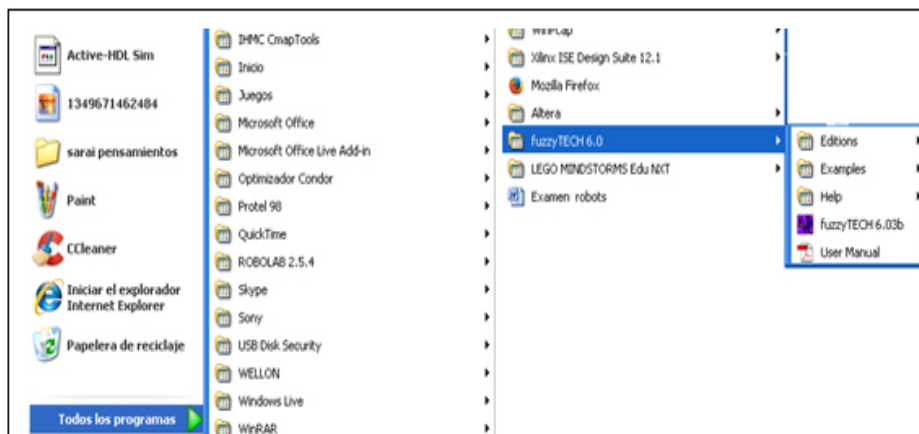 Active-HDL Sim
1349671462484
sarai pensamientos
Paint
CCleaner
Iniciar el explorador
Internet Explorer
Papelera de reciclaje
Todos los programas
IHMC CmapTools
Inicio
Juegos
Microsoft Office
Microsoft Office Live Add-in
Optimizador Condor
Protel 98
QuickTime
ROBOLAB 2.5.4
Skype
Sony
USB Disk Security
WELLON
Windows Live
WinRAR
WinPcap
Xilinx ISE Design Suite 12.1
Mozilla Firefox
Altera
fuzzyTECH 6.0
LEGO MINDSTORMS Edu NXT
Examen robots
Editions
Examples
Help
fuzzyTECH 6.03b
User Manual